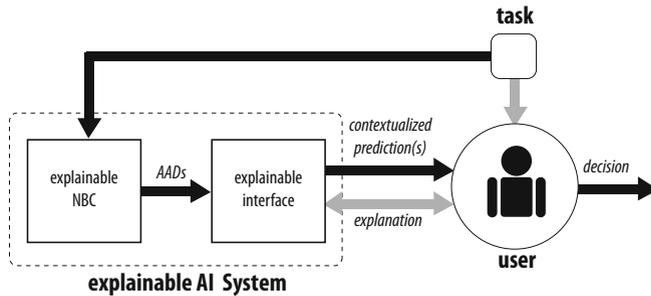 task
contextualized
prediction(s)
explainable
NBC
AADs
explainable
interface
decision
explanation
user
explainable AI System